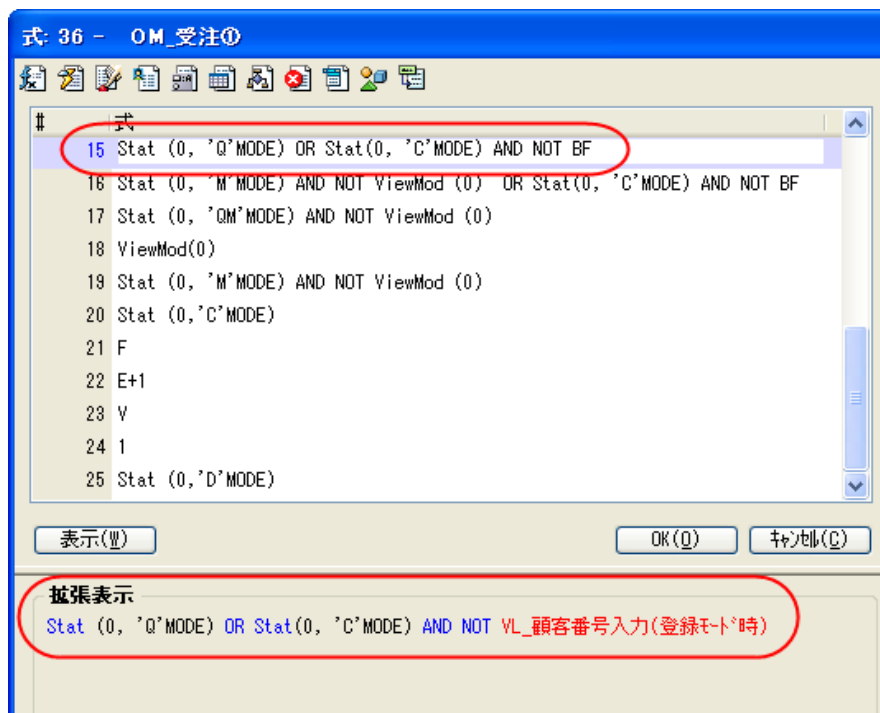 式: 36 - OM_受注①
# 式
15 Stat (0, 'Q'MODE) OR Stat(0, 'C'MODE) AND NOT BF
16 Stat (0, 'M'MODE) AND NOT ViewMod (0) OR Stat(0, 'C'MODE) AND NOT BF
17 Stat (0, 'QM'MODE) AND NOT ViewMod (0)
18 ViewMod(0)
19 Stat (0, 'M'MODE) AND NOT ViewMod (0)
20 Stat (0,'C'MODE)
21 F
22 E+1
23 V
24 1
25 Stat (0,'D'MODE)
表示(W) OK(O) ｷｬﾝｾﾙ(C)
拡張表示
Stat (0, 'Q'MODE) OR Stat(0, 'C'MODE) AND NOT VL_顧客番号入力(登録ﾓｰﾄﾞ時)